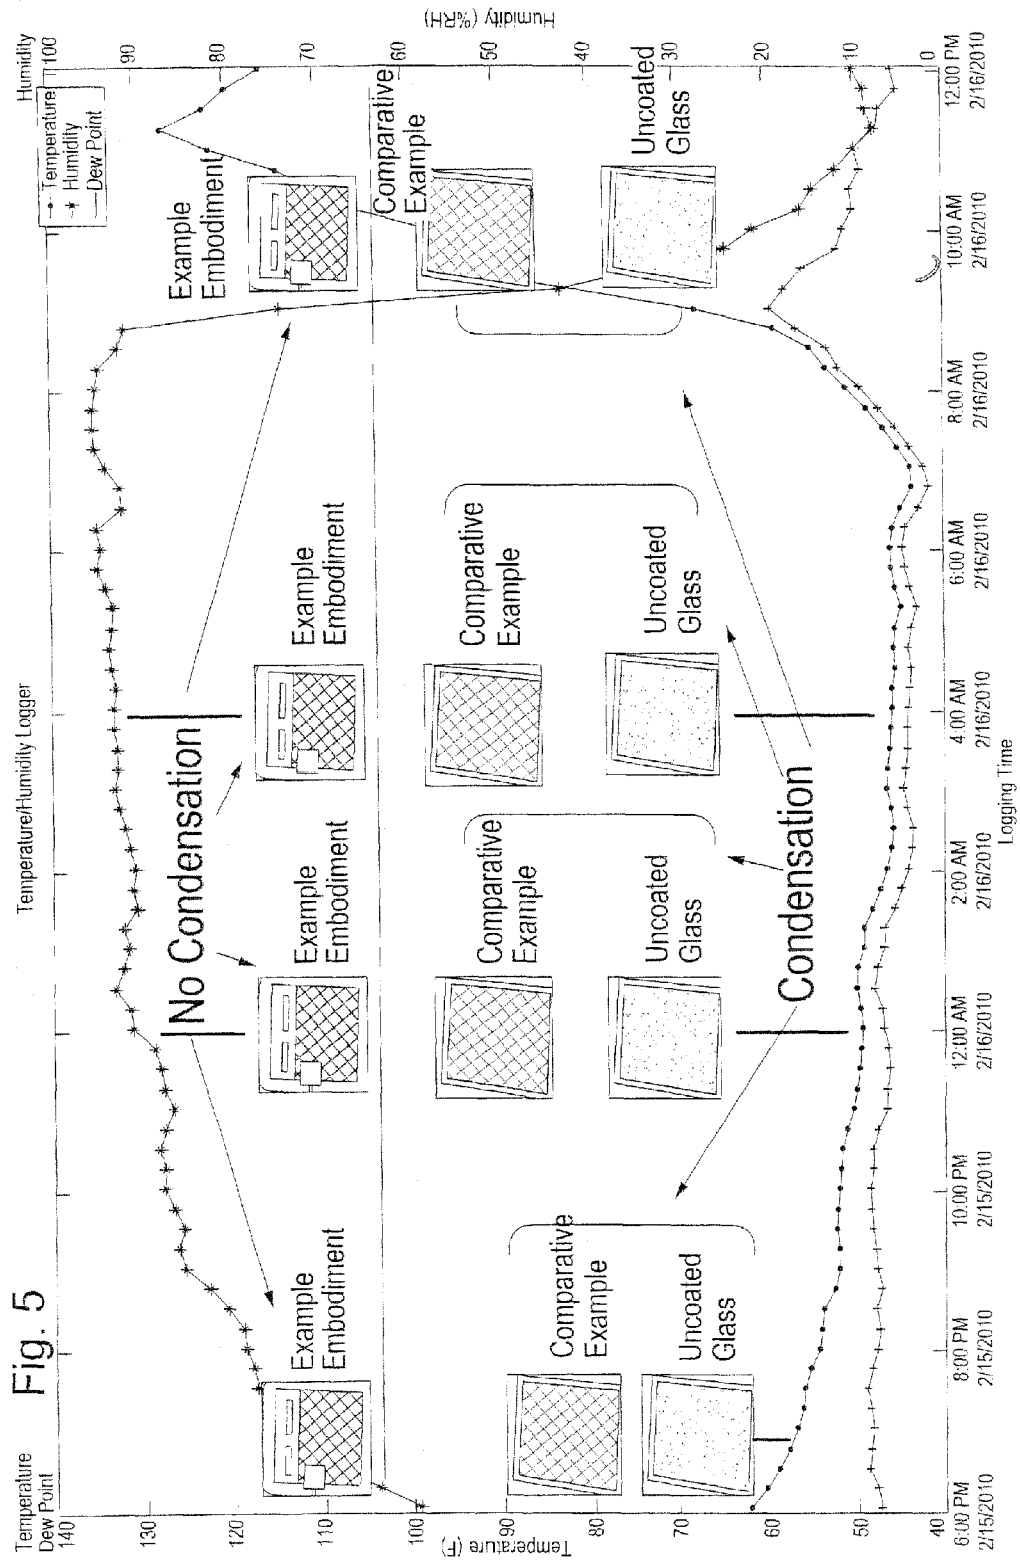 Fig. 5
Temperature
Dew Point
Temperature/Humidity Logger
Humidity
Temperature
Humidity
Dew Point
140
130
120
110
100
90
80
70
60
50
40
Temperature (F)
100
90
80
70
60
50
40
30
20
10
0
Humidity (%RH)
No Condensation
Example
Embodiment
Example
Embodiment
Example
Embodiment
Example
Embodiment
Comparative
Example
Comparative
Example
Comparative
Example
Comparative
Example
Uncoated
Glass
Uncoated
Glass
Uncoated
Glass
Uncoated
Glass
Condensation
6:00 PM
2/15/2010
8:00 PM
2/15/2010
10:00 PM
2/15/2010
12:00 AM
2/16/2010
2:00 AM
2/16/2010
4:00 AM
2/16/2010
6:00 AM
2/16/2010
8:00 AM
2/16/2010
10:00 AM
2/16/2010
12:00 PM
2/16/2010
Logging Time